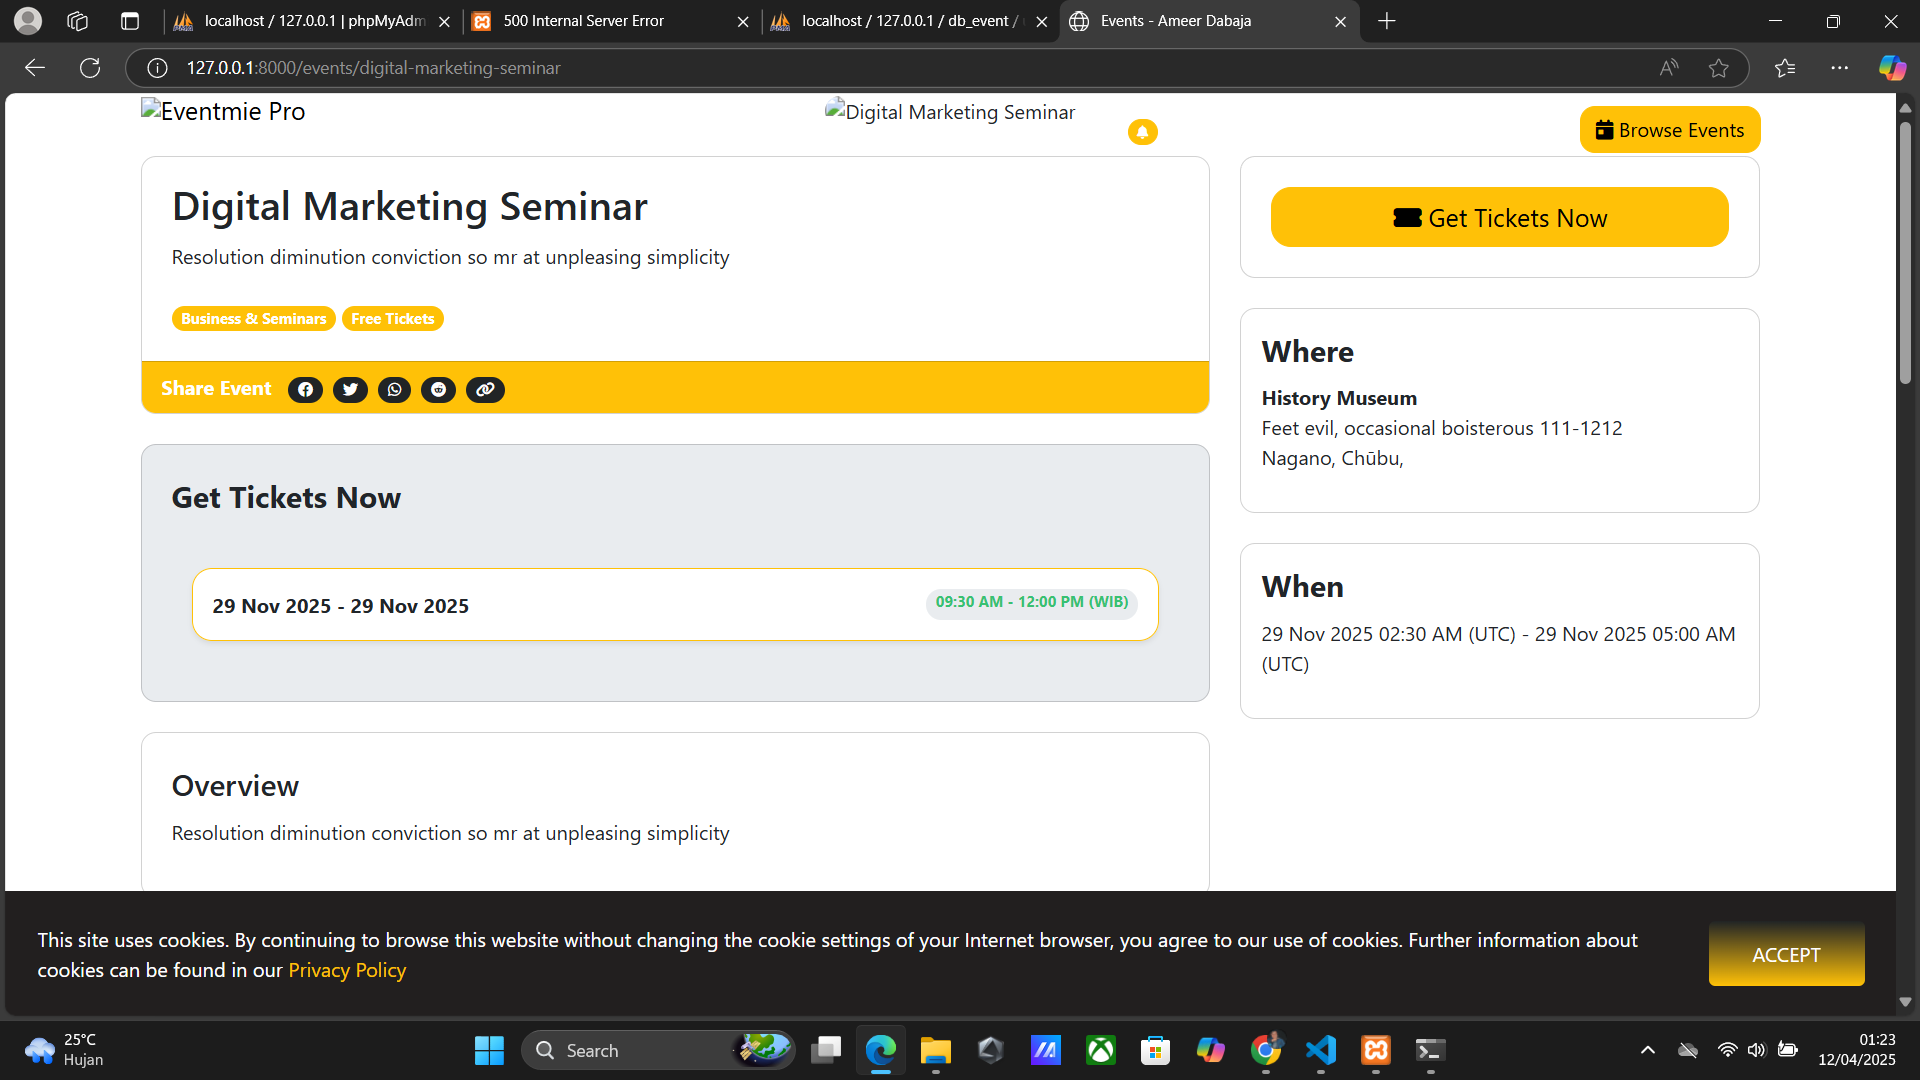 localhost / 127.0.0.1 | phpMyAdm
500 Internal Server Error
localhost / 127.0.0.1 / db_event /
Events - Ameer Dabaja
127.0.0.1:8000/events/digital-marketing-seminar
Eventmie Pro
Digital Marketing Seminar
Browse Events
Digital Marketing Seminar
Resolution diminution conviction so mr at unpleasing simplicity
Business & Seminars
Free Tickets
Share Event
Get Tickets Now
29 Nov 2025 - 29 Nov 2025
09:30 AM - 12:00 PM (WIB)
Overview
Resolution diminution conviction so mr at unpleasing simplicity
Get Tickets Now
Where
History Museum
Feet evil, occasional boisterous 111-1212
Nagano, Chūbu,
When
29 Nov 2025 02:30 AM (UTC) - 29 Nov 2025 05:00 AM
(UTC)
This site uses cookies. By continuing to browse this website without changing the cookie settings of your Internet browser, you agree to our use of cookies. Further information about
cookies can be found in our Privacy Policy
ACCEPT
25°C
Hujan
Search
01:23
12/04/2025